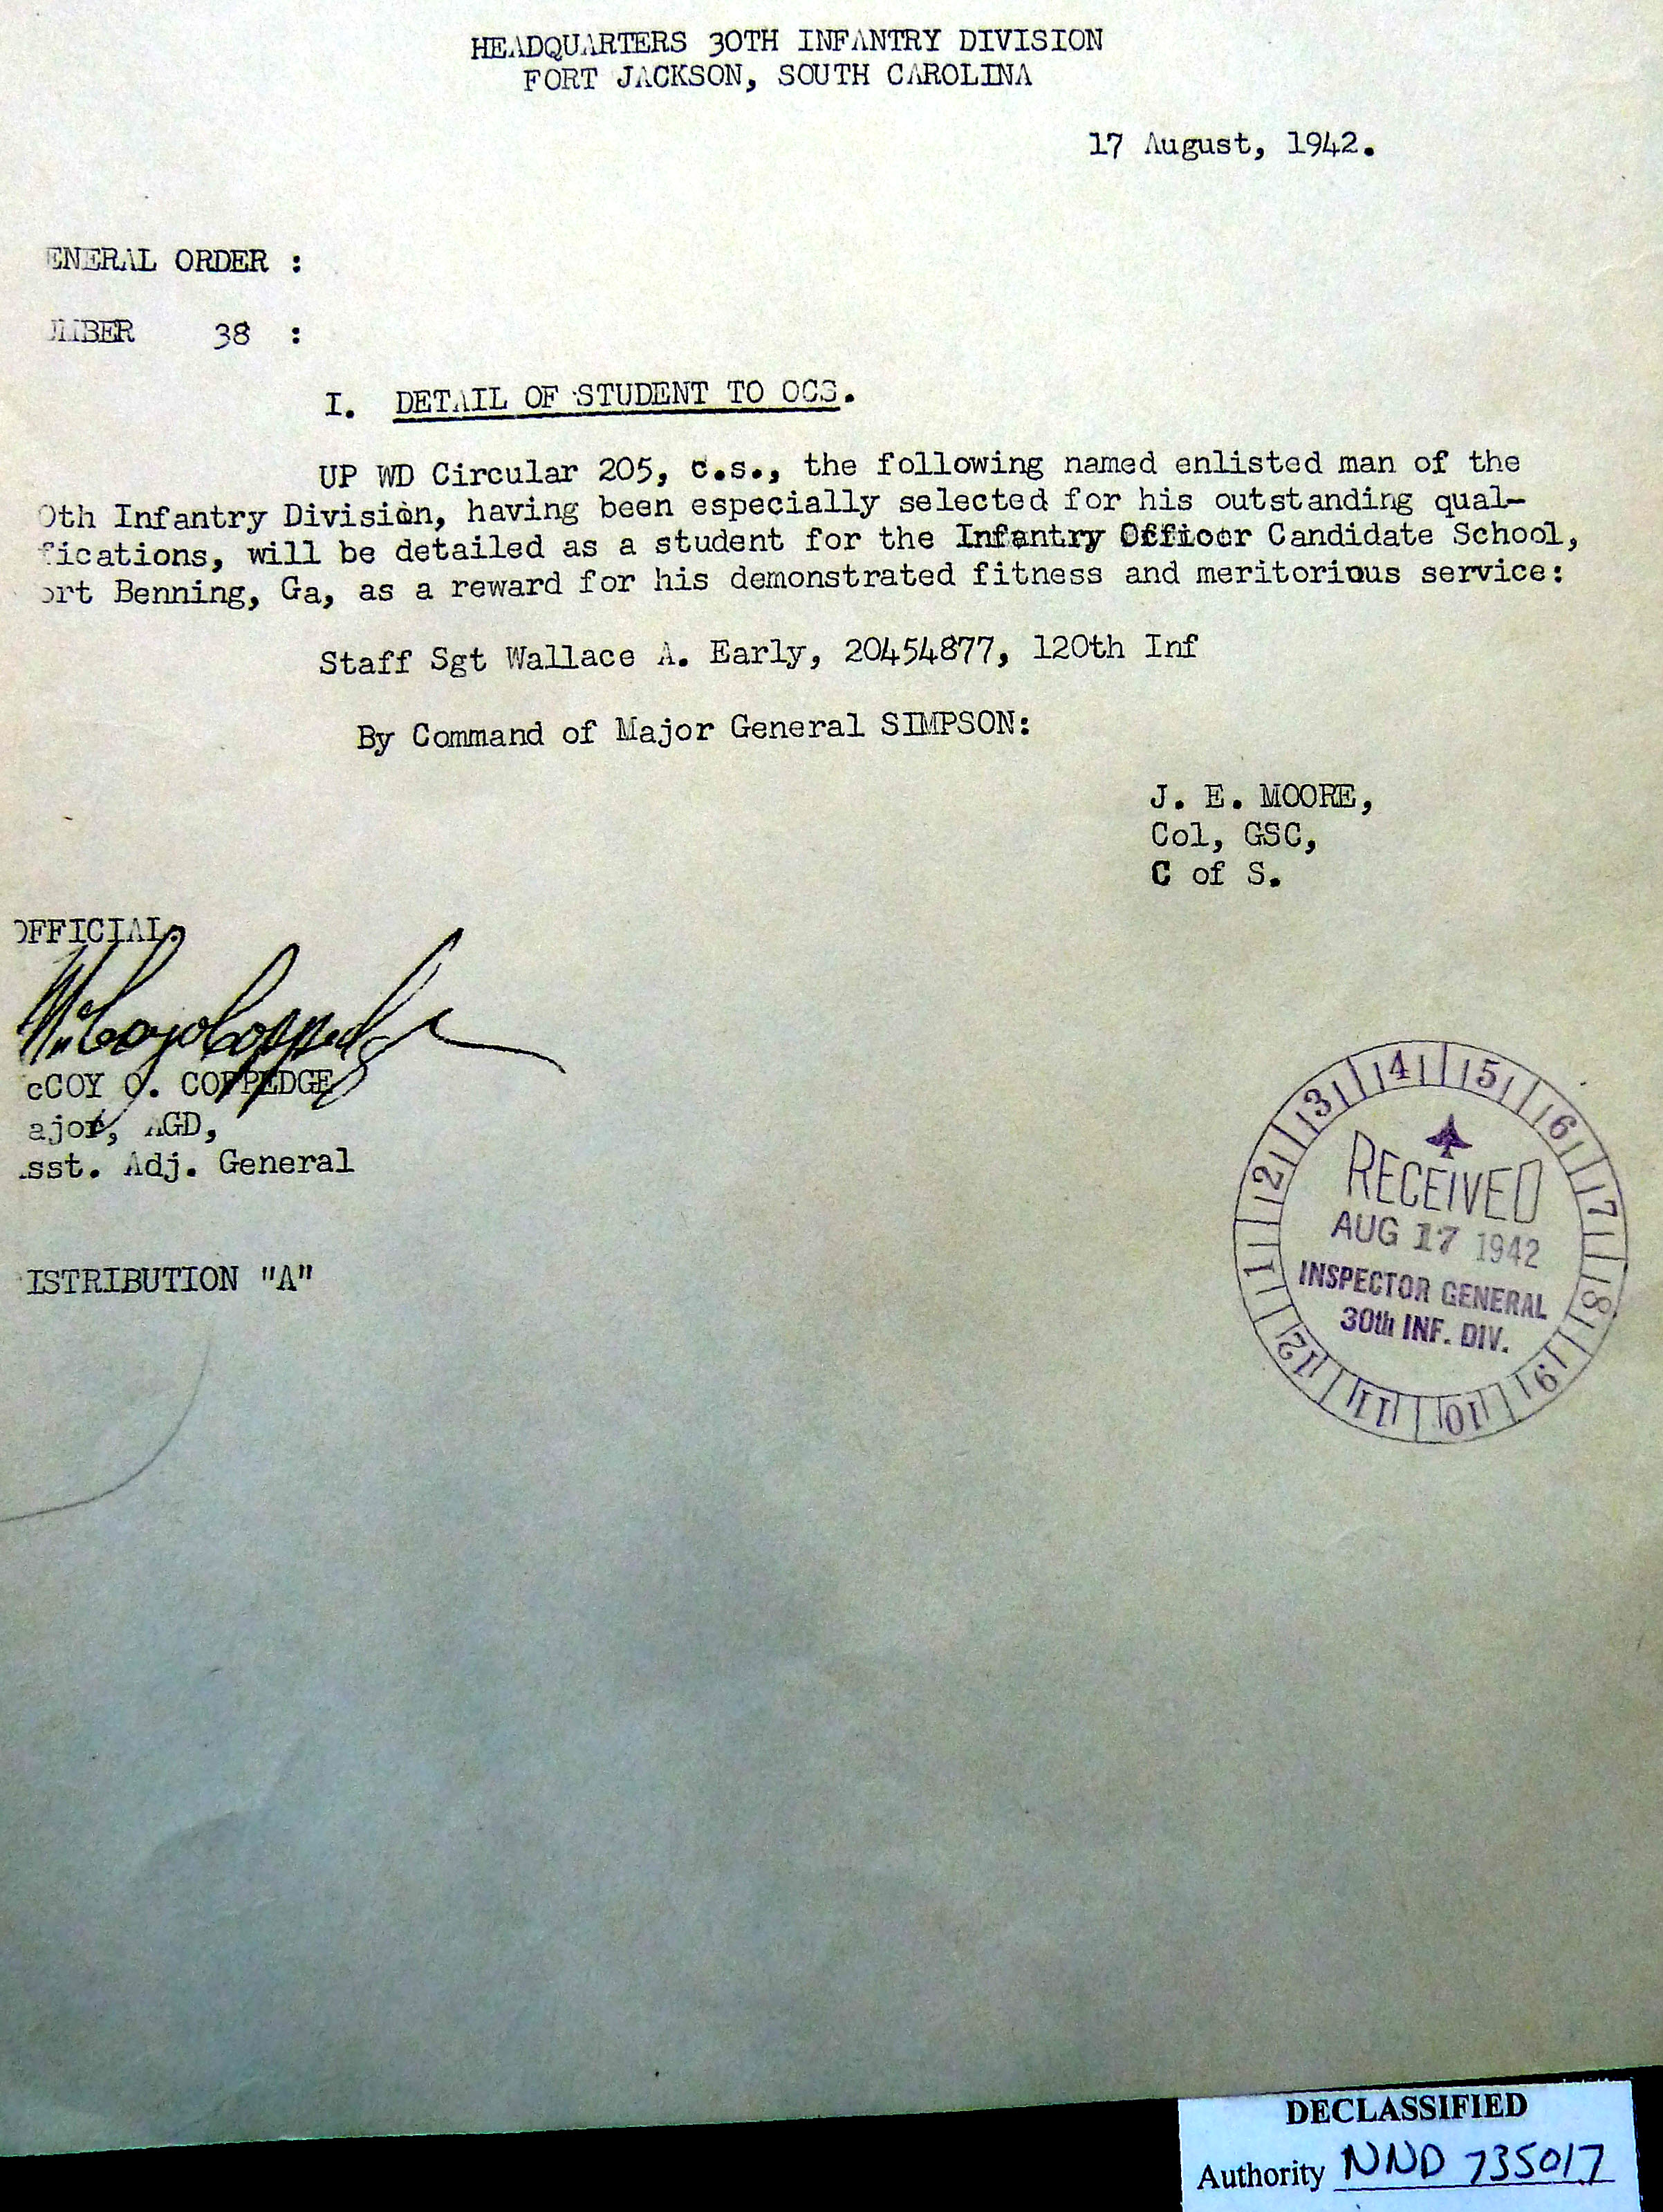 HEADQUARTERS 30TH INFANTRY DIVISION
FORT JACKSON, SOUTH CAROLINA
17 August, 1942.
ENERAL ORDER :
UMBER 38 :
I. DETAIL OF STUDENT TO OCS.
UP WD Circular 205, c.s., the following named enlisted man of the
0th Infantry Division, having been especially selected for his outstanding qual-
fications, will be detailed as a student for the Infantry Officer Candidate School,
ort Benning, Ga, as a reward for his demonstrated fitness and meritorious service:
Staff Sgt Wallace A. Early, 20454877, 120th Inf
By Command of Major General SIMPSON:
J. E. MOORE,
Col, GSC,
C of S.
OFFICIAL.
McCoy O Coppedge
cCOY O. COPPEDGE
ajor, AGD,
sst. Adj. General
ISTRIBUTION "A"
1 2 3 4 5 6 7 8 9 10 11 12
RECEIVED
AUG 17 1942
INSPECTOR GENERAL
30th INF. DIV.
DECLASSIFIED
Authority NND 735017